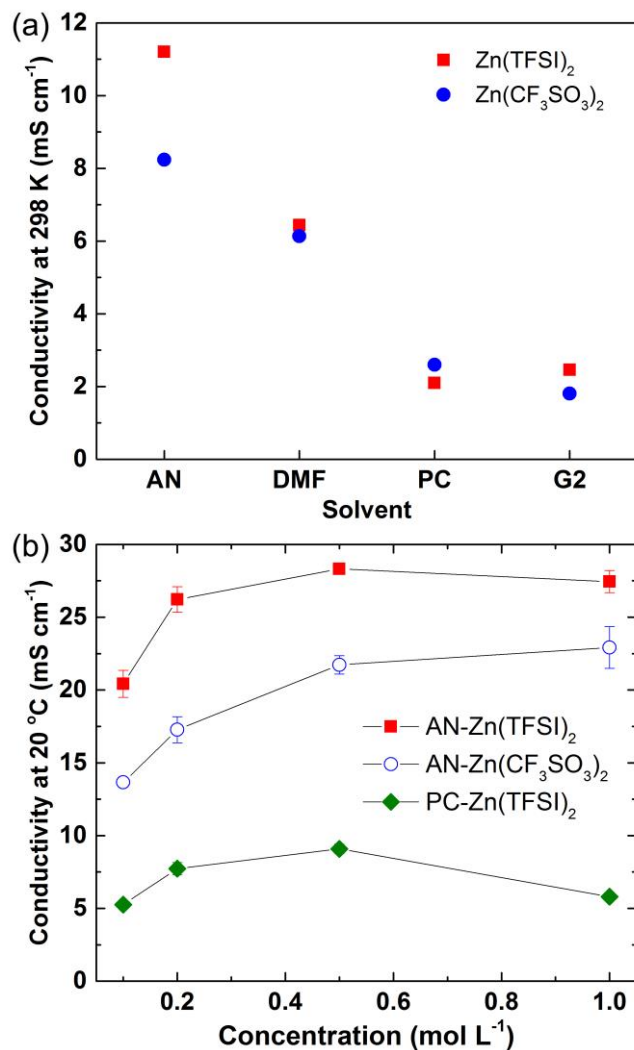 (a)
12
10
8
6
4
2
0
Conductivity at 298 K (mS cm⁻¹)
Zn(TFSI)₂
Zn(CF₃SO₃)₂
AN DMF PC G2
Solvent
(b)
30
25
20
15
10
5
0
Conductivity at 20 °C (mS cm⁻¹)
AN-Zn(TFSI)₂
AN-Zn(CF₃SO₃)₂
PC-Zn(TFSI)₂
0.2 0.4 0.6 0.8 1.0
Concentration (mol L⁻¹)